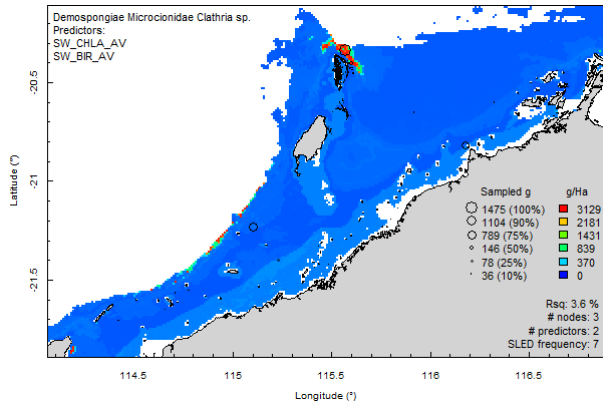 Demospongiae Microcionidae Clathria sp.
Predictors:
SW_CHLA_AV
SW_BIR_AV
20.5
21
21.5
Latitude (°)
Sampled g
1475 (100%)
1104 (90%)
789 (75%)
146 (50%)
78 (25%)
36 (10%)
g/Ha
3129
2181
1431
839
370
0
Rsq: 3.6 %
# nodes: 3
# predictors: 2
SLED frequency: 7
114.5
115
115.5
116
116.5
Longitude (°)